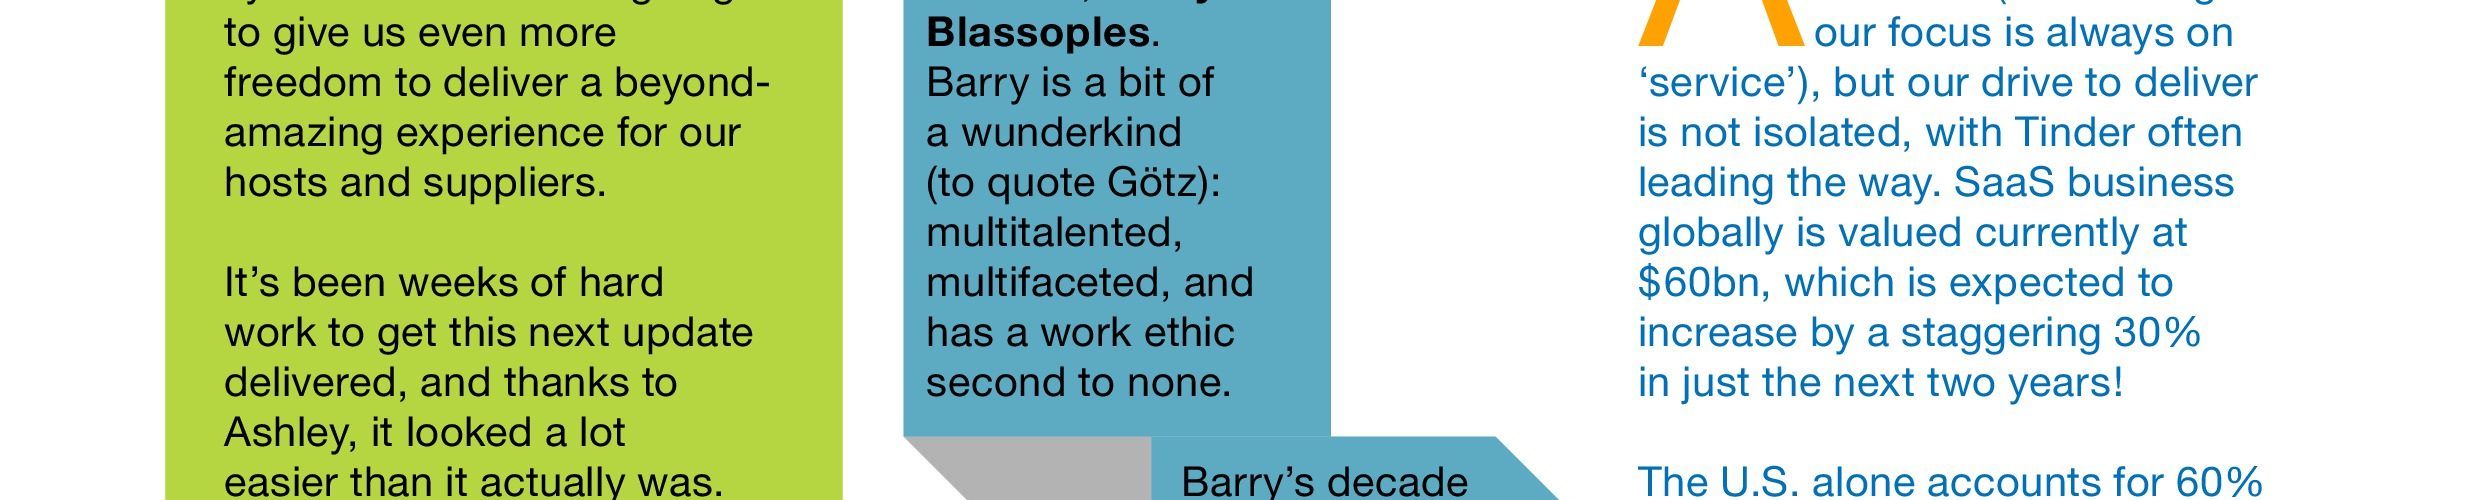 to give us even more
freedom to deliver a beyond-
amazing experience for our
hosts and suppliers.
It’s been weeks of hard
work to get this next update
delivered, and thanks to
Ashley, it looked a lot
easier than it actually was.
Blassoples.
Barry is a bit of
a wunderkind
(to quote Götz):
multitalented,
multifaceted, and
has a work ethic
second to none.
Barry’s decade
our focus is always on
‘service’), but our drive to deliver
is not isolated, with Tinder often
leading the way. SaaS business
globally is valued currently at
$60bn, which is expected to
increase by a staggering 30%
in just the next two years!
The U.S. alone accounts for 60%